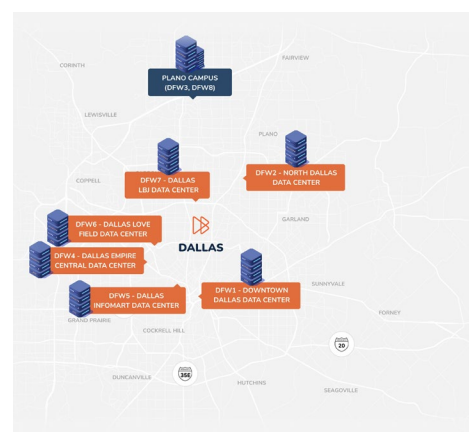 FAIRVIEW
CORINTH
PLANO CAMPUS
(DFW3, DFW8)
LEWISVILLE
PLANO
COPPELL
DFW7 - DALLAS
LBJ DATA CENTER
DFW2 - NORTH DALLAS
DATA CENTER
DFW6 - DALLAS LOVE
FIELD DATA CENTER
GARLAND
DALLAS
DFW4 - DALLAS EMPIRE
CENTRAL DATA CENTER
DFW5 - DALLAS
INFOMART DATA CENTER
DFW1 - DOWNTOWN
DALLAS DATA CENTER
SUNNYVALE
FORNEY
GRAND PRAIRIE
COCKRELL HILL
20
DUNCANVILLE
35E
HUTCHINS
SEAGOVILLE